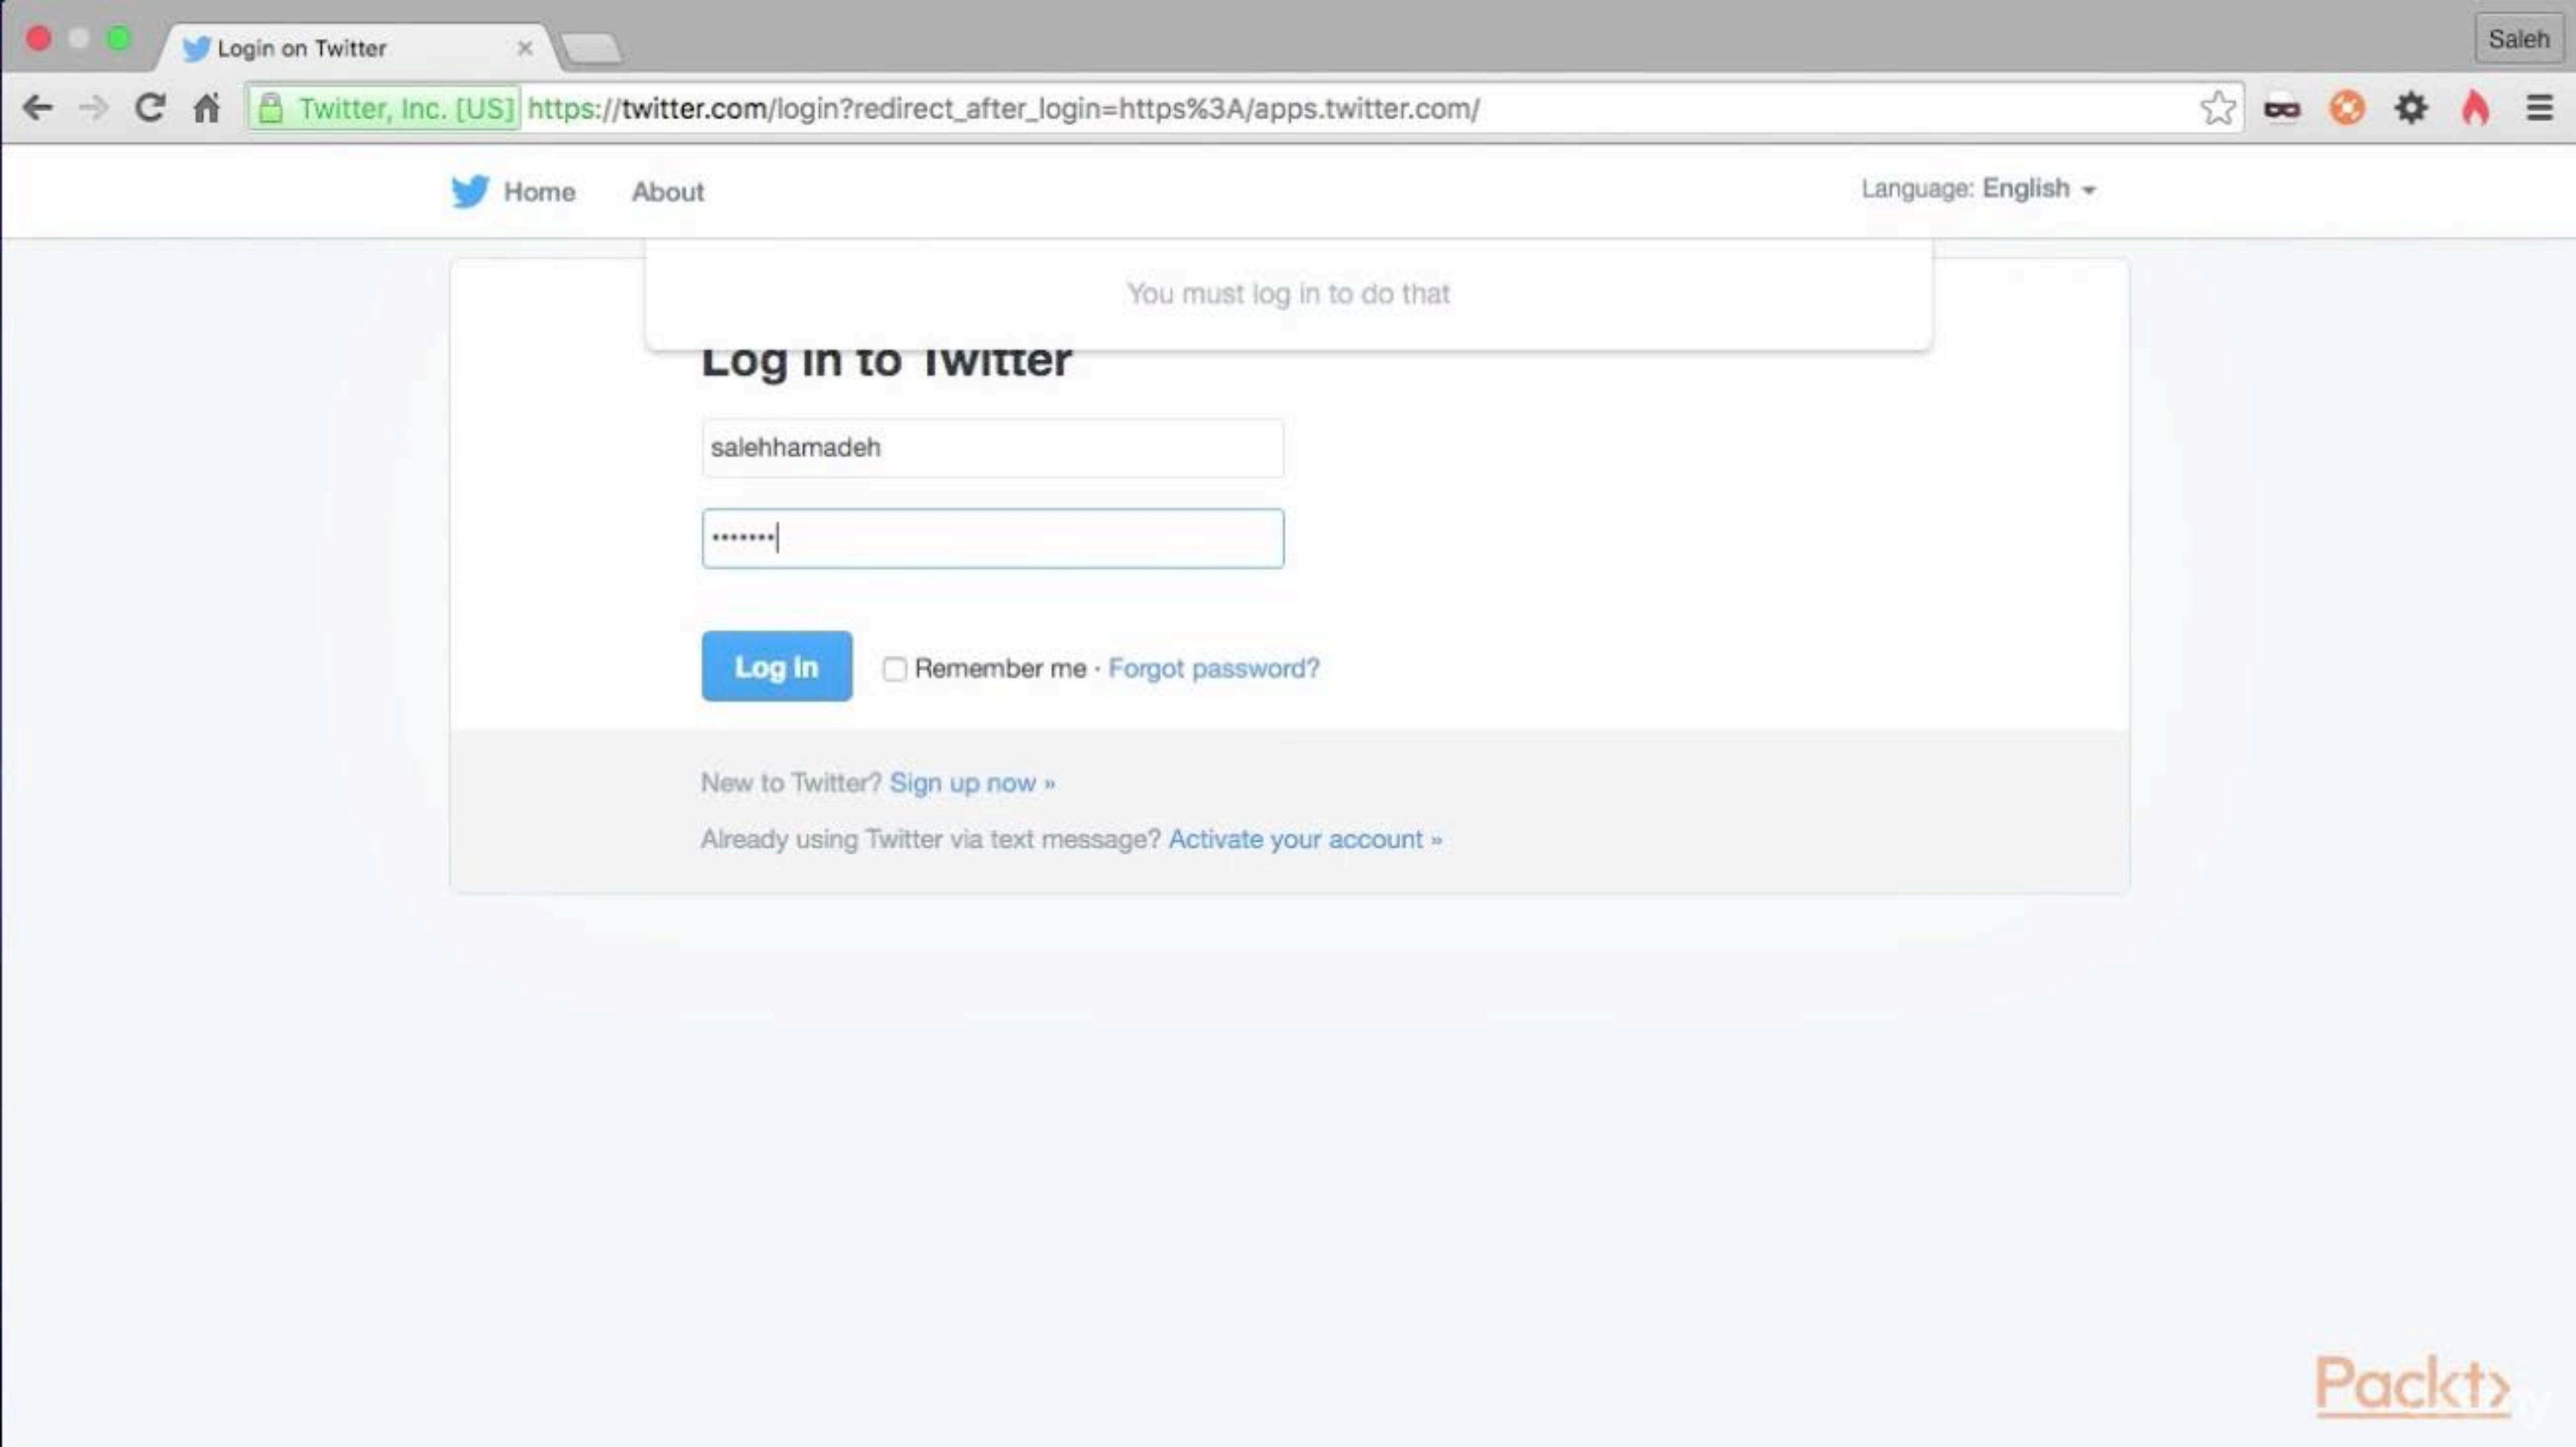 Login on Twitter
Saleh
Twitter, Inc. [US] https://twitter.com/login?redirect_after_login=https%3A/apps.twitter.com/
Home About Language: English
You must log in to do that
Log in to Twitter
salehhamadeh
•••••••
Log In Remember me · Forgot password?
New to Twitter? Sign up now »
Already using Twitter via text message? Activate your account »
Packt>